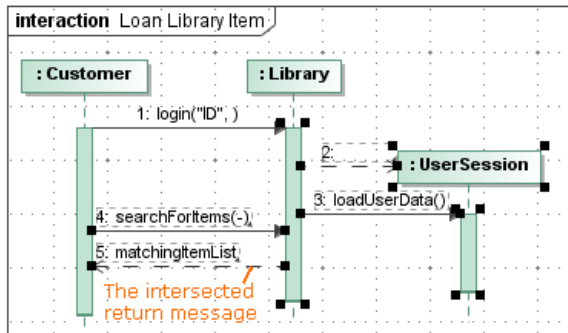 interaction Loan Library Item
: Customer
: Library
1: login("ID", )
2:
: UserSession
3: loadUserData()
4: searchForItems(-)
5: matchingItemList
The intersected
return message